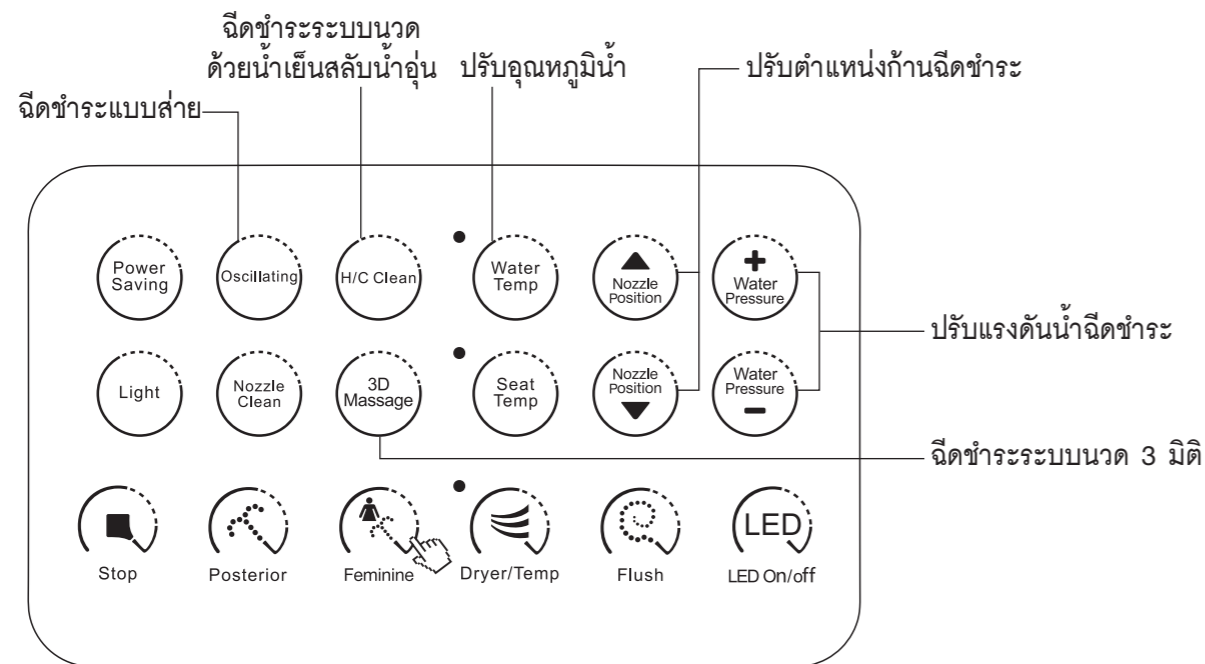 ฉีดชำระระบบนวด
ด้วยน้ำเย็นสลับน้ำอุ่น
ปรับอุณหภูมิน้ำ
ปรับตำแหน่งก้านฉีดชำระ
ฉีดชำระแบบส่าย
Power
Saving
Oscillating
H/C Clean
Water
Temp
Nozzle
Position
Water
Pressure
ปรับแรงดันน้ำฉีดชำระ
Light
Nozzle
Clean
3D
Massage
Seat
Temp
Nozzle
Position
Water
Pressure
ฉีดชำระระบบนวด 3 มิติ
LED
Stop
Posterior
Feminine
Dryer/Temp
Flush
LED On/off